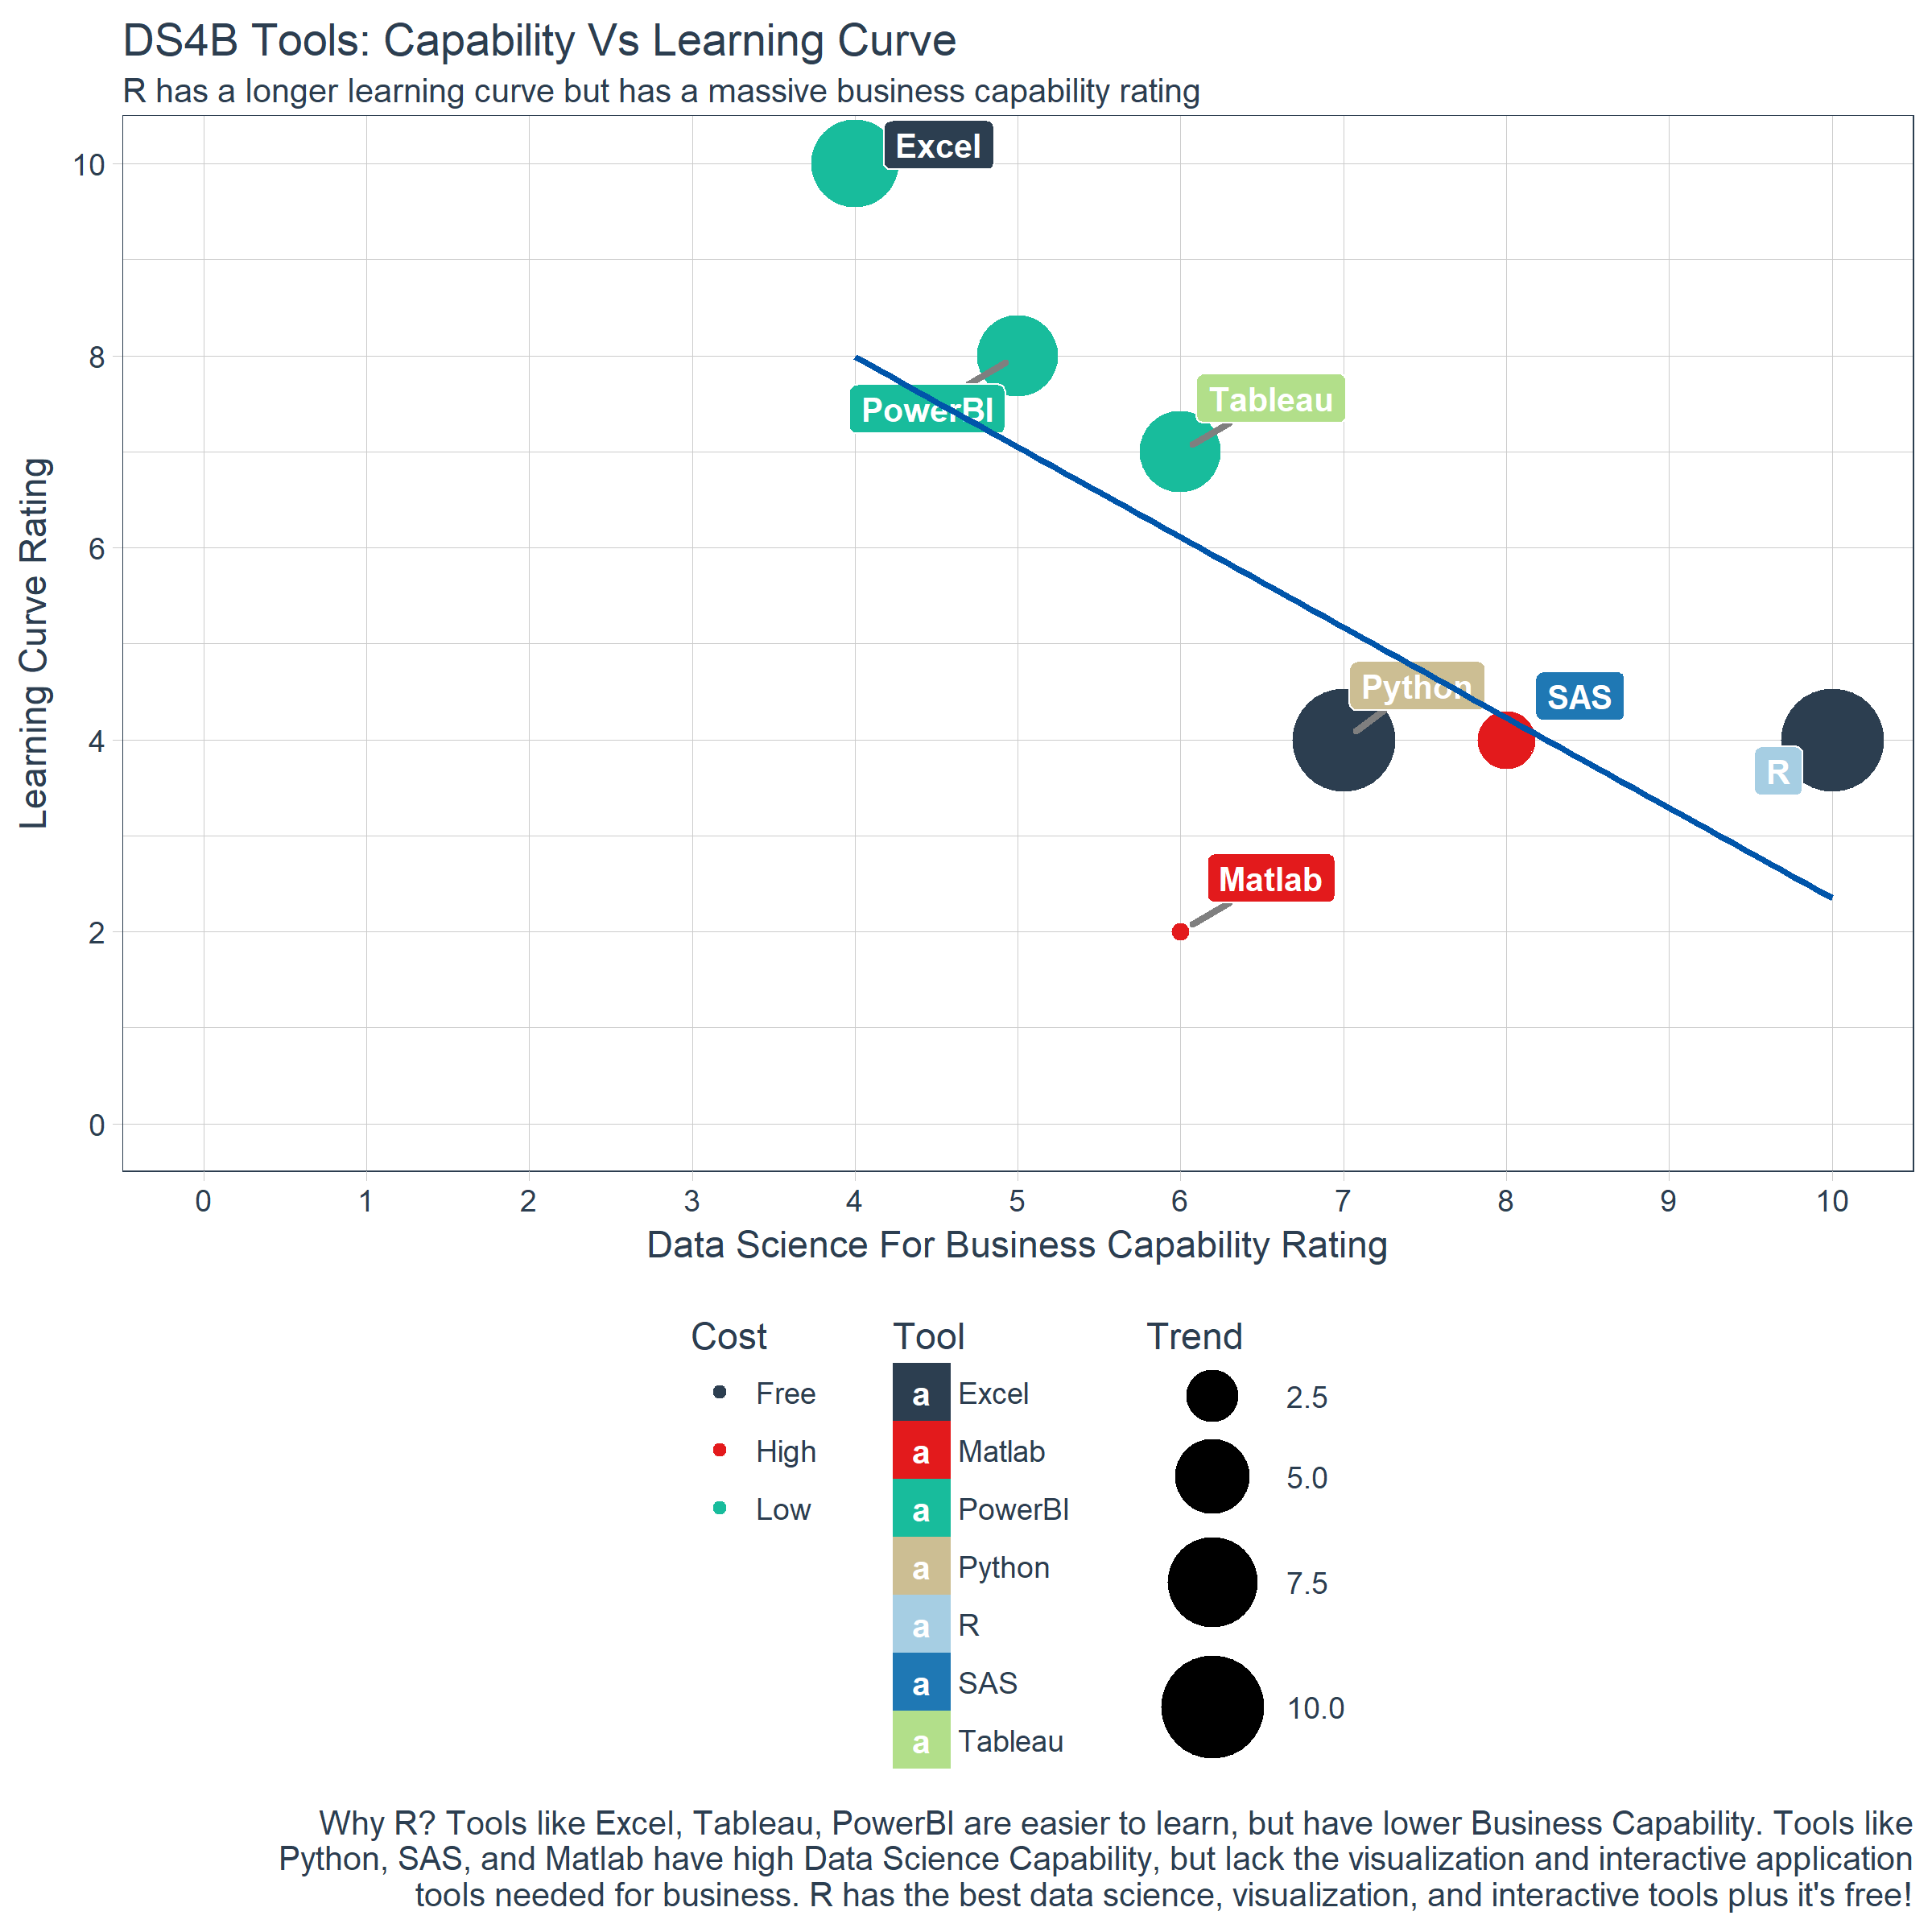 DS4B Tools: Capability Vs Learning Curve
R has a longer learning curve but has a massive business capability rating
Learning Curve Rating
10
8
6
4
2
0
Excel
PowerBI
Tableau
Python
SAS
R
Matlab
0 1 2 3 4 5 6 7 8 9 10
Data Science For Business Capability Rating
Cost
Free
High
Low
Tool
a Excel
a Matlab
a PowerBI
a Python
a R
a SAS
a Tableau
Trend
2.5
5.0
7.5
10.0
Why R? Tools like Excel, Tableau, PowerBI are easier to learn, but have lower Business Capability. Tools like
Python, SAS, and Matlab have high Data Science Capability, but lack the visualization and interactive application
tools needed for business. R has the best data science, visualization, and interactive tools plus it's free!